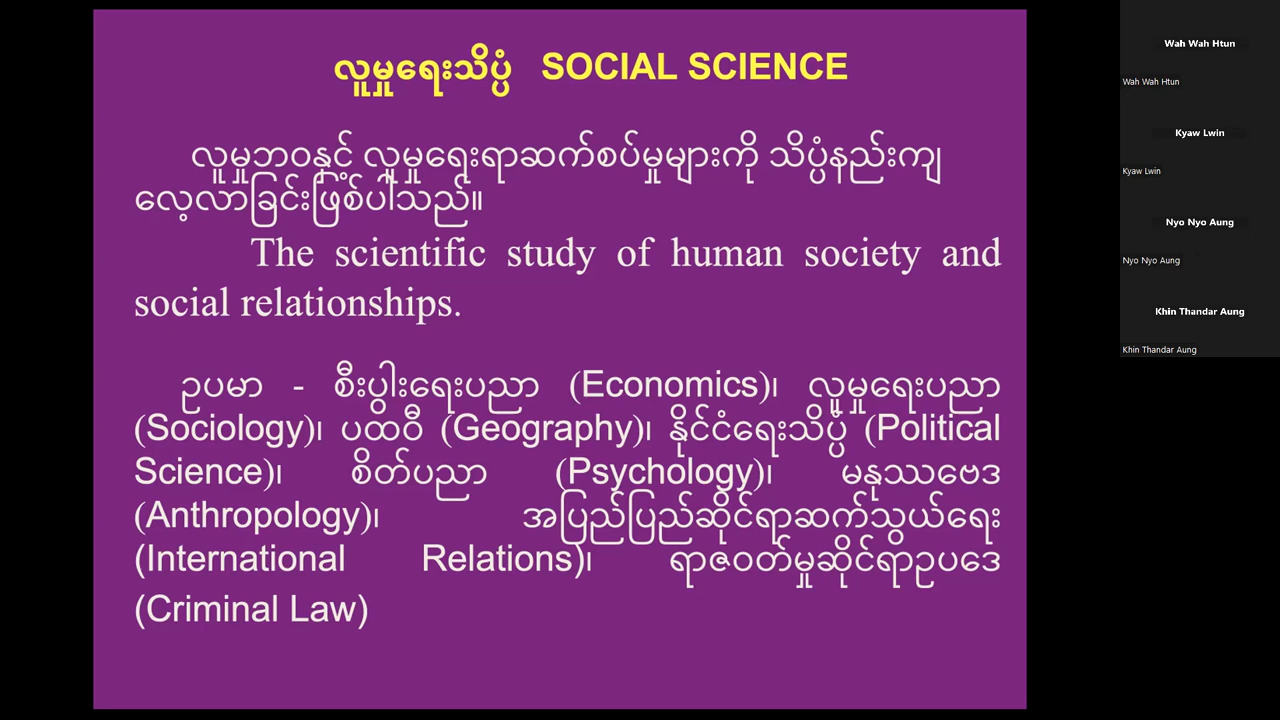 လူမှုရေးသိပ္ပံ SOCIAL SCIENCE
လူမှုဘဝနှင့် လူမှုရေးရာဆက်စပ်မှုများကို သိပ္ပံနည်းကျ
လေ့လာခြင်းဖြစ်ပါသည်။
The scientific study of human society and
social relationships.
ဥပမာ - စီးပွါးရေးပညာ (Economics)၊ လူမှုရေးပညာ
(Sociology)၊ ပထဝီ (Geography)၊ နိုင်ငံရေးသိပ္ပံ (Political
Science)၊ စိတ်ပညာ (Psychology)၊ မနုဿဗေဒ
(Anthropology)၊ အပြည်ပြည်ဆိုင်ရာဆက်သွယ်ရေး
(International Relations)၊ ရာဇဝတ်မှုဆိုင်ရာဥပဒေ
(Criminal Law)
Wah Wah Htun
Wah Wah Htun
Kyaw Lwin
Kyaw Lwin
Nyo Nyo Aung
Nyo Nyo Aung
Khin Thandar Aung
Khin Thandar Aung